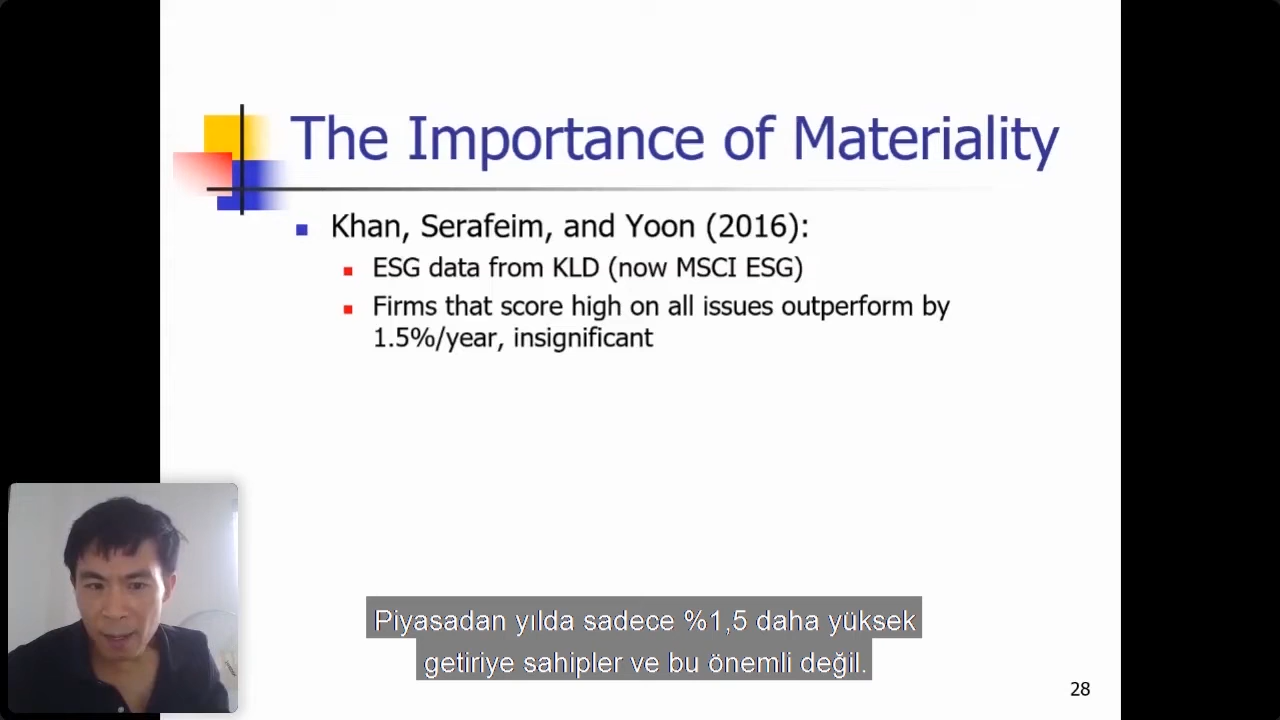 The Importance of Materiality
Khan, Serafeim, and Yoon (2016):
ESG data from KLD (now MSCI ESG)
Firms that score high on all issues outperform by
1.5%/year, insignificant
Piyasadan yılda sadece %1,5 daha yüksek
getiriye sahipler ve bu önemli değil.
28